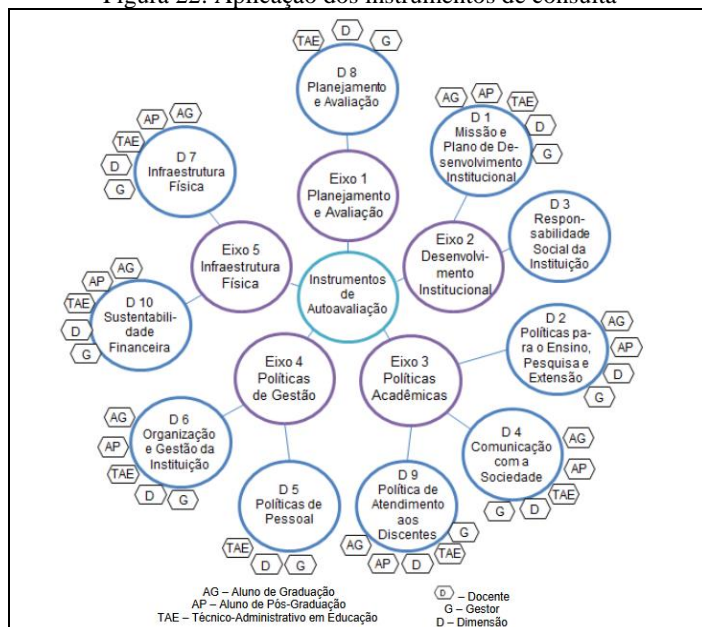 Figura 22: Aplicação dos instrumentos de consulta
TAE
D
G
D 8
Planejamento
e Avaliação
AG
AP
TAE
D
G
D 1
Missão e
Plano de De-
senvolvimento
Institucional
AG
AP
TAE
D
G
D 7
Infraestrutura
Física
Eixo 1
Planejamento
e Avaliação
D 3
Respon-
sabilidade
Social da
Instituição
Eixo 5
Infraestrutura
Física
Eixo 2
Desenvolvi-
mento
Institucional
Instrumentos
de
Autoavaliação
AG
AP
TAE
D
G
D 10
Sustentabili-
dade
Financeira
D 2
Políticas pa-
ra o Ensino,
Pesquisa e
Extensão
AG
AP
D
G
Eixo 4
Políticas
de Gestão
Eixo 3
Políticas
Acadêmicas
AG
AP
TAE
D
G
D 6
Organização
e Gestão da
Instituição
D 4
Comunicação
com a
Sociedade
AG
AP
TAE
D
G
D 5
Políticas de
Pessoal
TAE
D
G
D 9
Política de
Atendimento
aos
Discentes
AG
AP
D
TAE
G
AG – Aluno de Graduação
AP – Aluno de Pós-Graduação
TAE – Técnico-Administrativo em Educação
D – Docente
G – Gestor
D – Dimensão